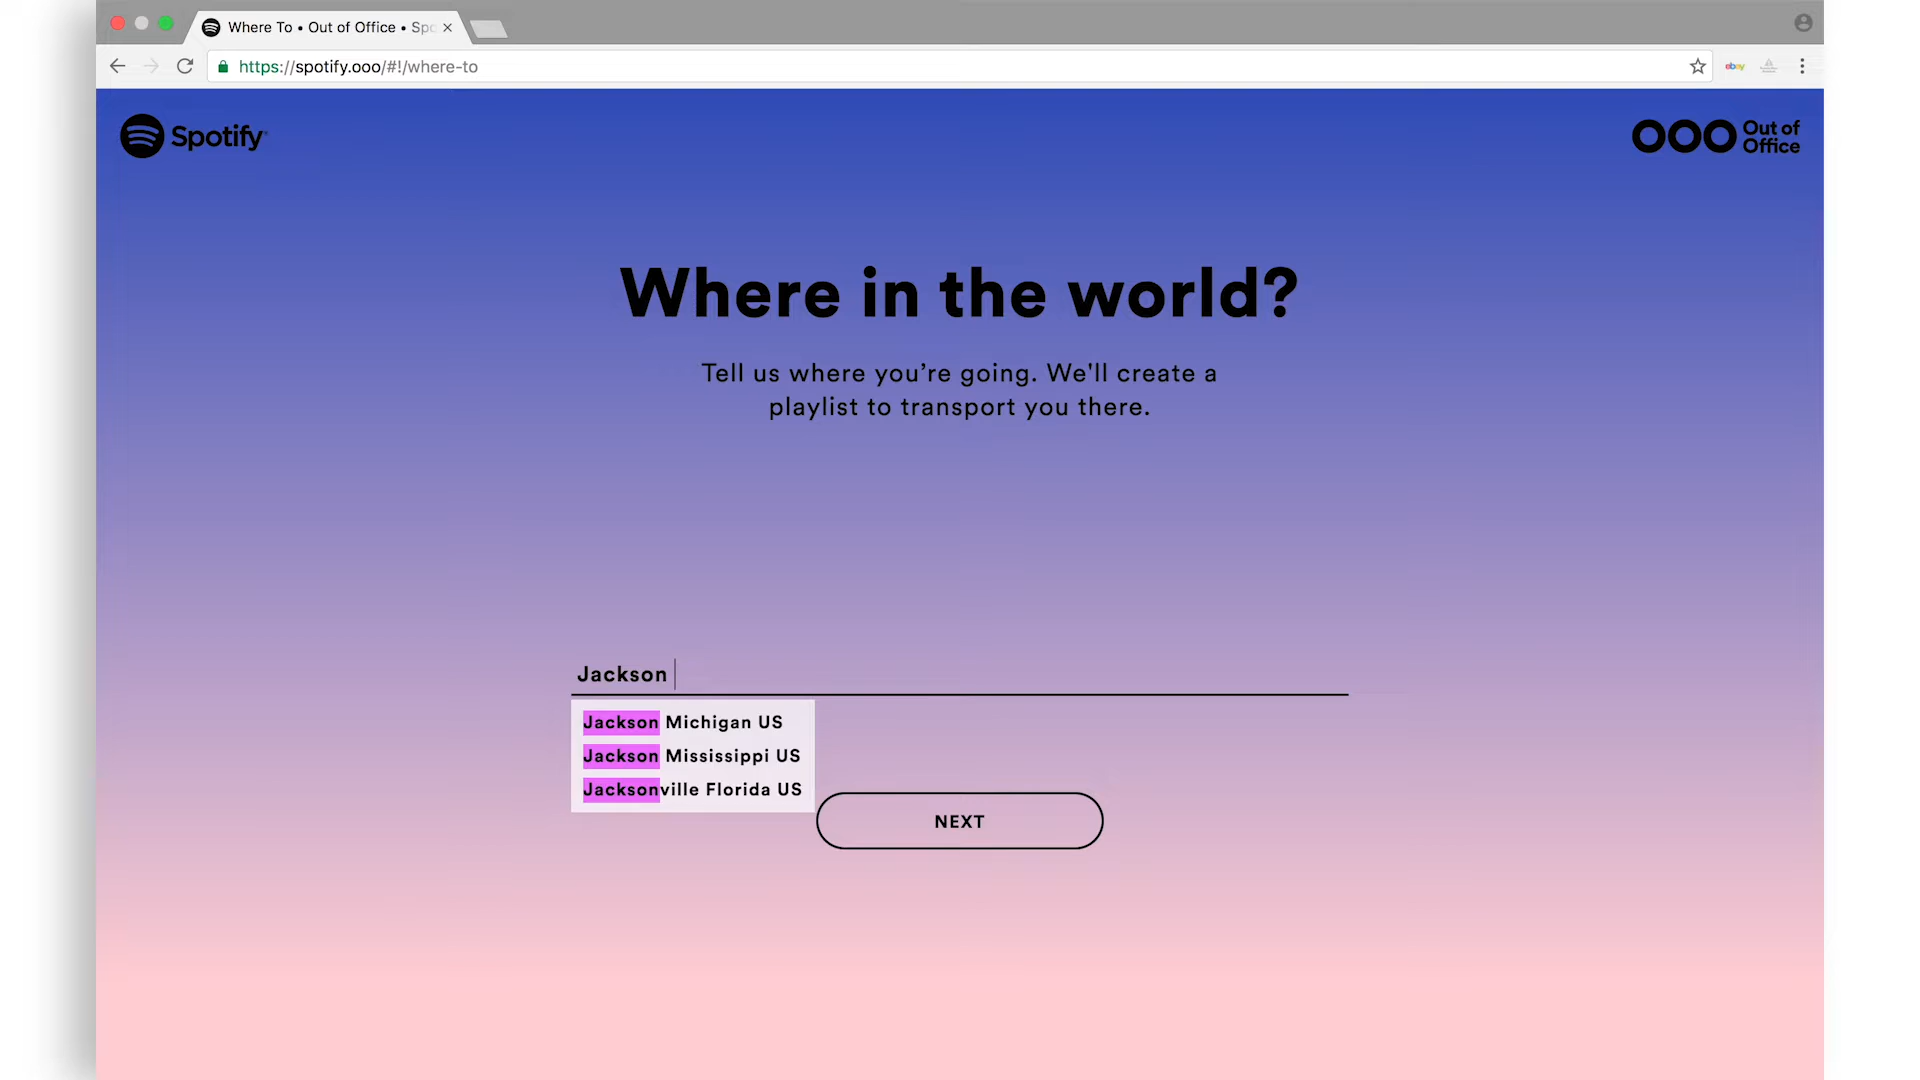 Where To • Out of Office • Spo
https://spotify.ooo/#!/where-to
ebay
Spotify
OOO Out of
Office
Where in the world?
Tell us where you’re going. We'll create a
playlist to transport you there.
Jackson
Jackson Michigan US
Jackson Mississippi US
Jacksonville Florida US
NEXT